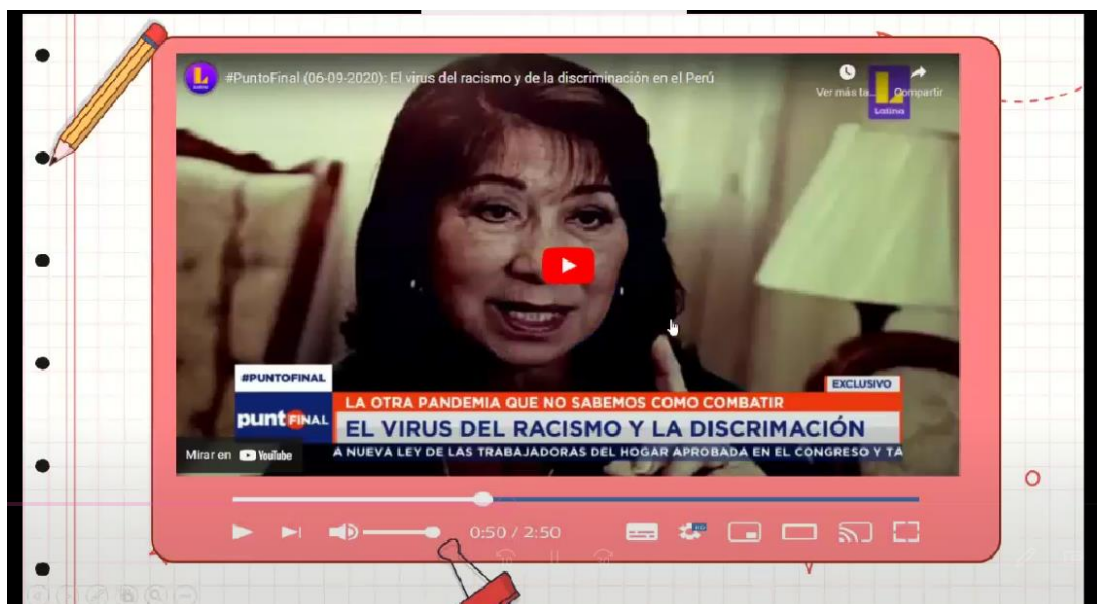 #PuntoFinal (06-09-2020): El virus del racismo y de la discriminación en el Perú
Ver más ta... Compartir
Latina
#PUNTOFINAL
EXCLUSIVO
puntFINAL
LA OTRA PANDEMIA QUE NO SABEMOS COMO COMBATIR
EL VIRUS DEL RACISMO Y LA DISCRIMACIÓN
Mirar en YouTube
A NUEVA LEY DE LAS TRABAJADORAS DEL HOGAR APROBADA EN EL CONGRESO Y TA
0:50 / 2:50